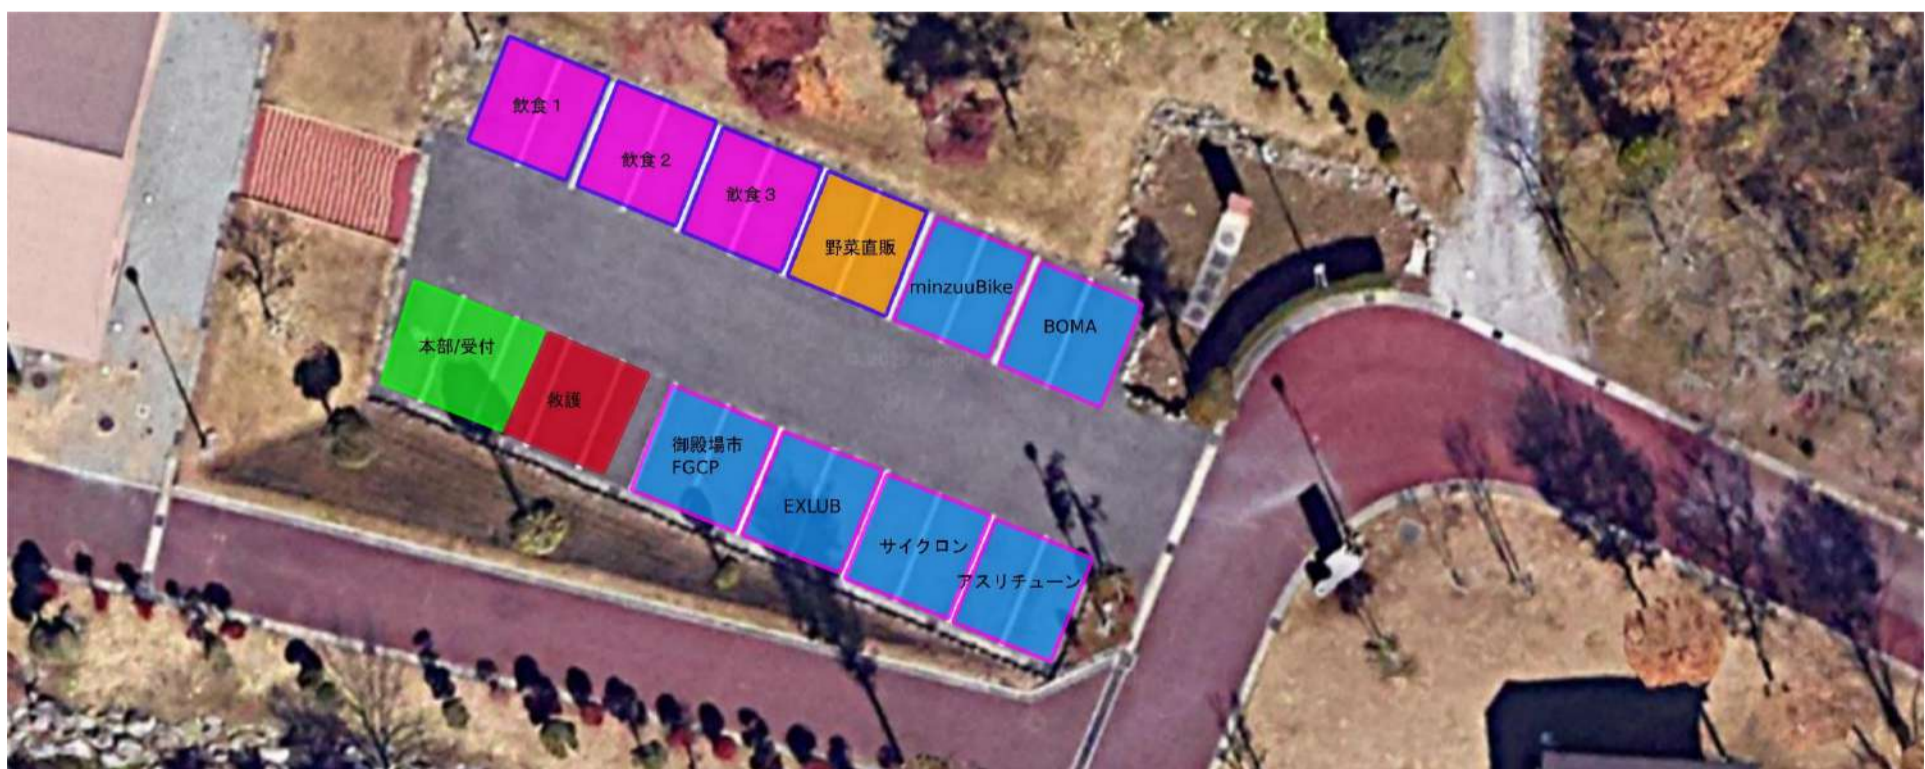 飲食1
飲食2
飲食3
野菜直販
minzuuBike
BOMA
本部/受付
救護
御殿場市
FGCP
EXLUB
サイクロン
アスリチューン